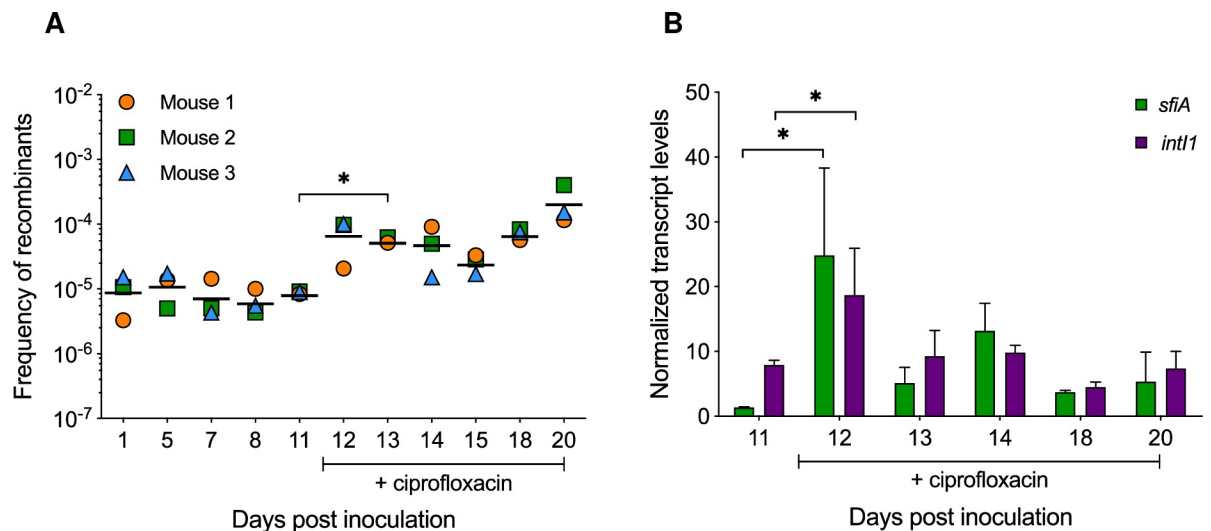 A
Frequency of recombinants
10-2
10-3
10-4
10-5
10-6
10-7
Mouse 1
Mouse 2
Mouse 3
*
1 5 7 8 11 12 13 14 15 18 20
+ ciprofloxacin
Days post inoculation
B
Normalized transcript levels
50
40
30
20
10
0
* 
*
sfiA
intI1
11 12 13 14 18 20
+ ciprofloxacin
Days post inoculation